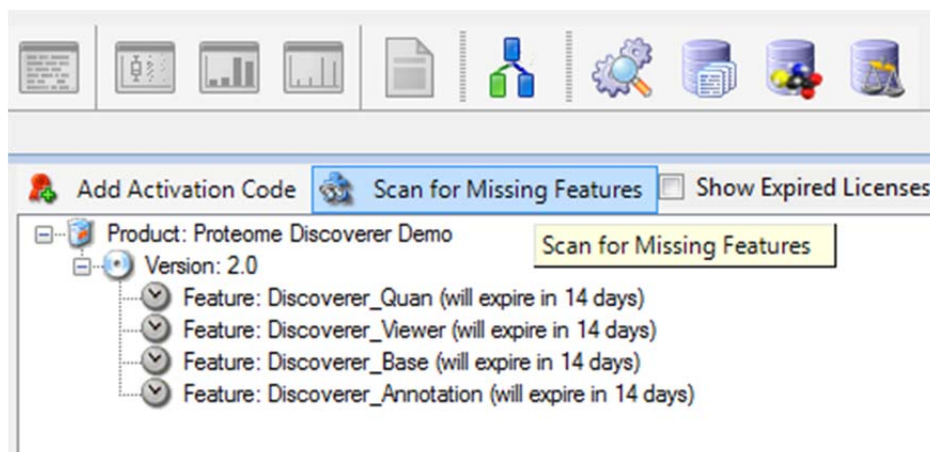 Add Activation Code Scan for Missing Features Show Expired Licenses
Product: Proteome Discoverer Demo
Scan for Missing Features
Version: 2.0
Feature: Discoverer_Quan (will expire in 14 days)
Feature: Discoverer_Viewer (will expire in 14 days)
Feature: Discoverer_Base (will expire in 14 days)
Feature: Discoverer_Annotation (will expire in 14 days)